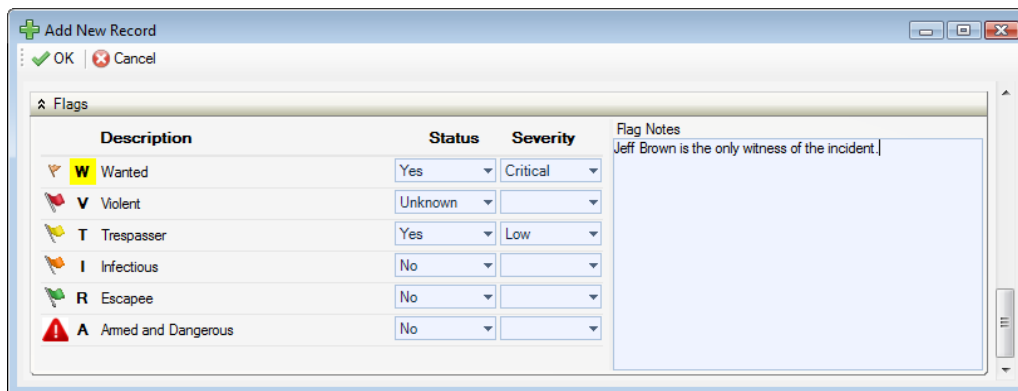 Add New Record
OK Cancel
Flags
Description Status Severity Flag Notes
Jeff Brown is the only witness of the incident.
W Wanted Yes Critical
V Violent Unknown
T Trespasser Yes Low
I Infectious No
R Escapee No
A Armed and Dangerous No